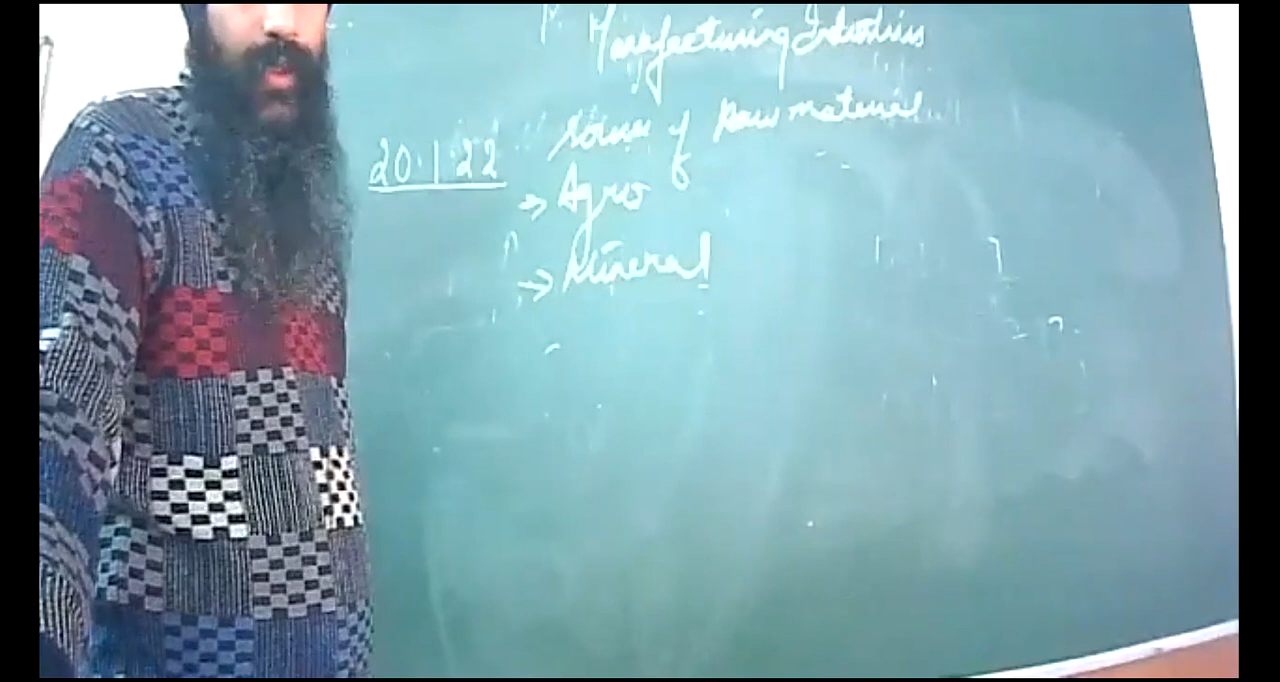 Manufacturing Industries
Source of Raw material
20.1.22
→ Agro
→ Mineral